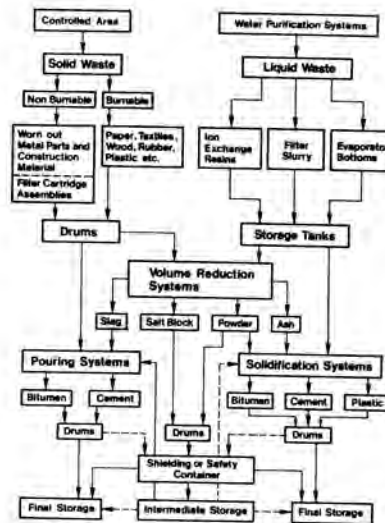 Controlled Area
Water Purification Systems
Solid Waste
Liquid Waste
Non Burnable
Burnable
Worn out
Metal Parts and
Construction
Material
Filter Cartridge
Assemblies
Paper, Textiles,
Wood, Rubber,
Plastic etc.
Ion
Exchange
Resins
Filter
Slurry
Evaporator
Bottoms
Drums
Storage Tanks
Volume Reduction
Systems
Slag
Salt Block
Powder
Ash
Pouring Systems
Solidification Systems
Bitumen
Cement
Bitumen
Cement
Plastic
Drums
Drums
Drums
Shielding or Safety
Container
Final Storage
Intermediate Storage
Final Storage